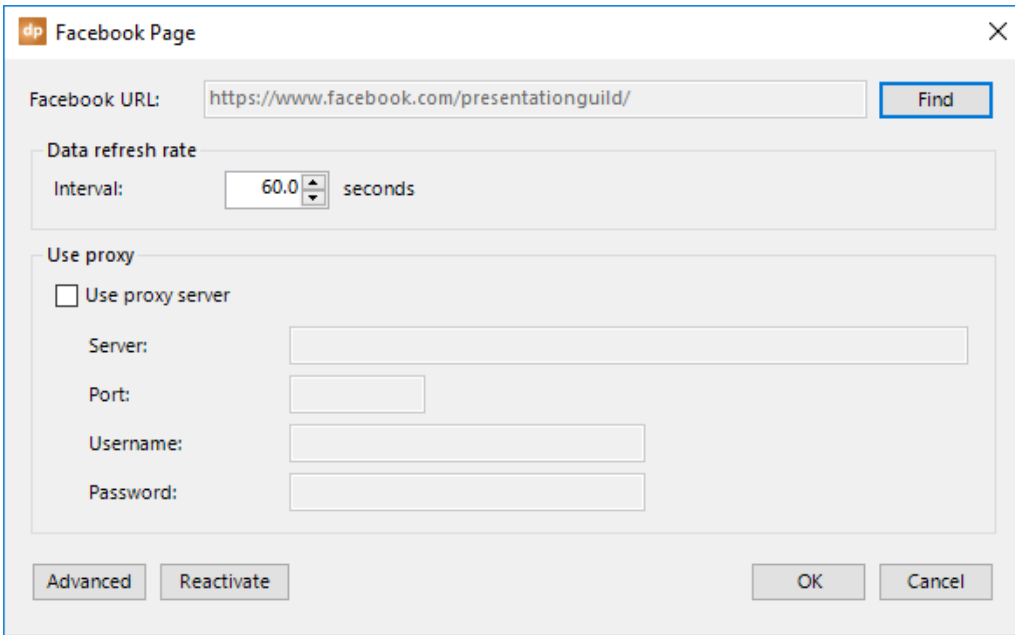 dp Facebook Page
Facebook URL: https://www.facebook.com/presentationguild/ Find
Data refresh rate
Interval: 60.0 seconds
Use proxy
Use proxy server
Server:
Port:
Username:
Password:
Advanced Reactivate OK Cancel